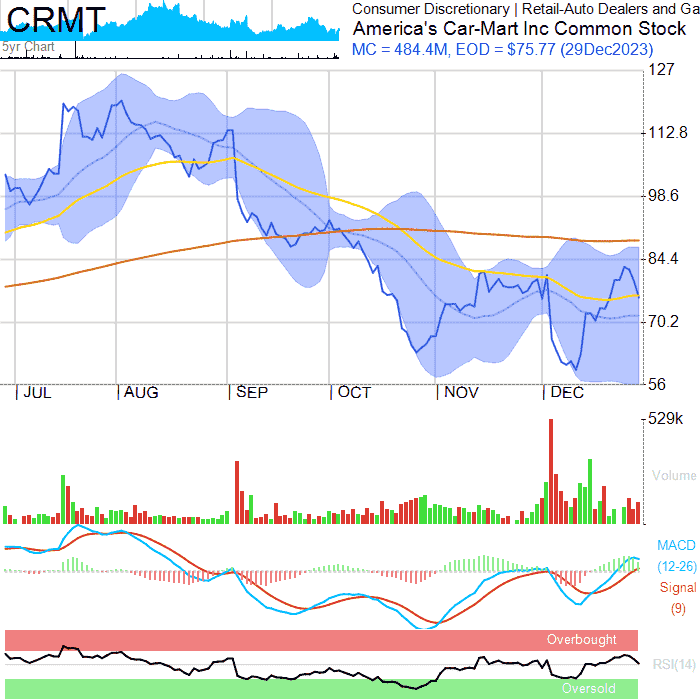 CRMT
5yr Chart
Consumer Discretionary | Retail-Auto Dealers and Ga
America's Car-Mart Inc Common Stock
MC = 484.4M, EOD = $75.77 (29Dec2023)
127
112.8
98.6
84.4
70.2
56
JUL AUG SEP OCT NOV DEC
529k
Volume
MACD
(12-26)
Signal
(9)
Overbought
RSI(14)
Oversold